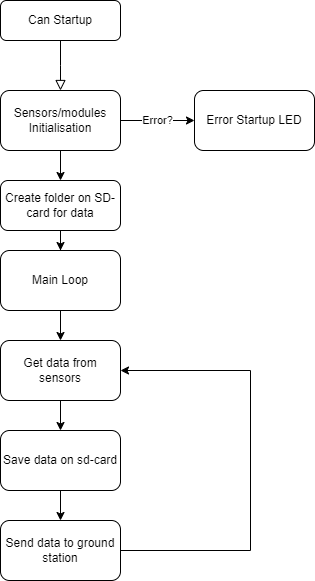 Can Startup
Sensors/modules
Initialisation
Error?
Error Startup LED
Create folder on SD-
card for data
Main Loop
Get data from
sensors
Save data on sd-card
Send data to ground
station